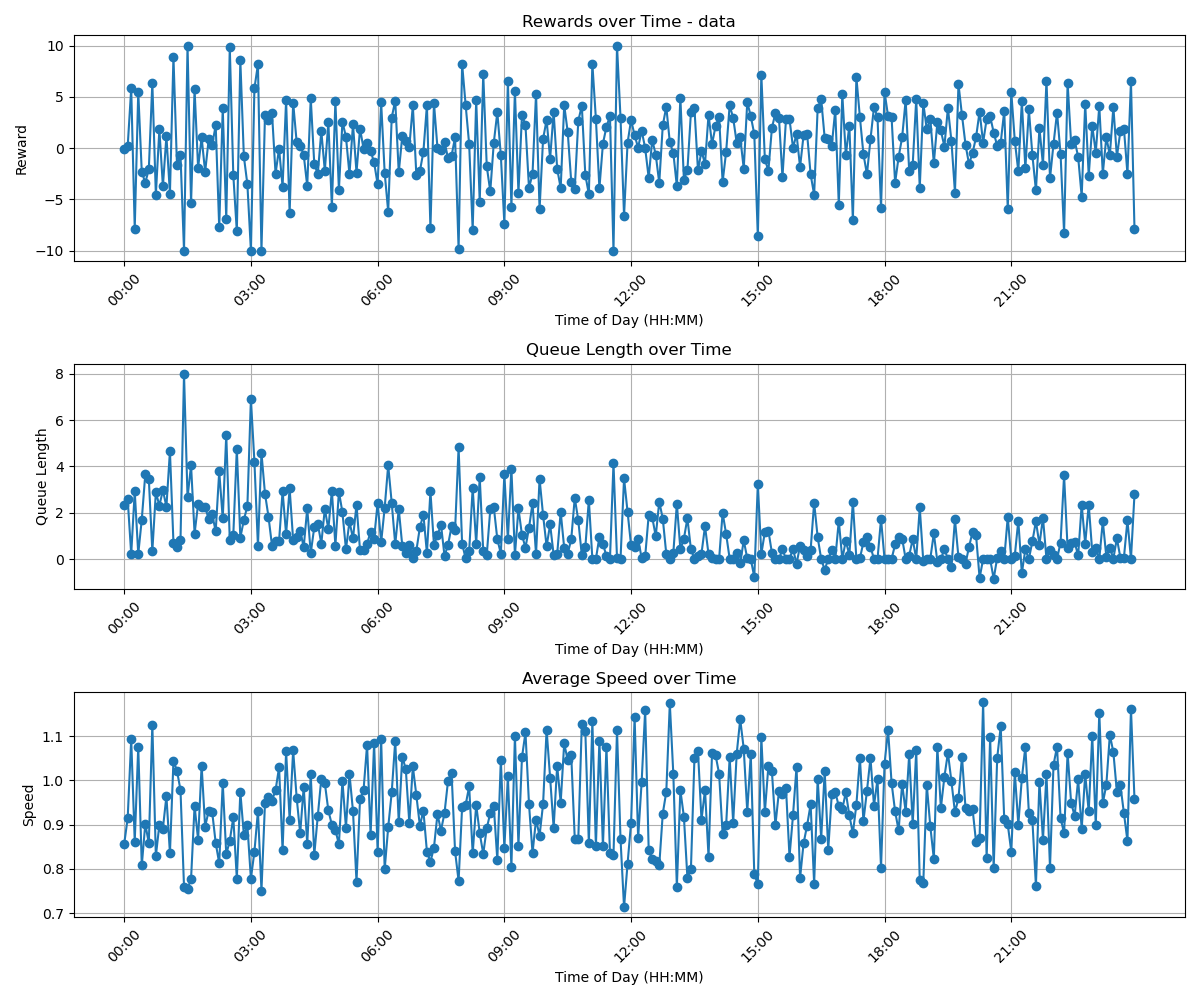 Rewards over Time - data
Reward
10
5
0
−5
−10
00:00 03:00 06:00 09:00 12:00 15:00 18:00 21:00
Time of Day (HH:MM)
Queue Length over Time
Queue Length
8
6
4
2
0
00:00 03:00 06:00 09:00 12:00 15:00 18:00 21:00
Time of Day (HH:MM)
Average Speed over Time
Speed
1.1
1.0
0.9
0.8
0.7
00:00 03:00 06:00 09:00 12:00 15:00 18:00 21:00
Time of Day (HH:MM)